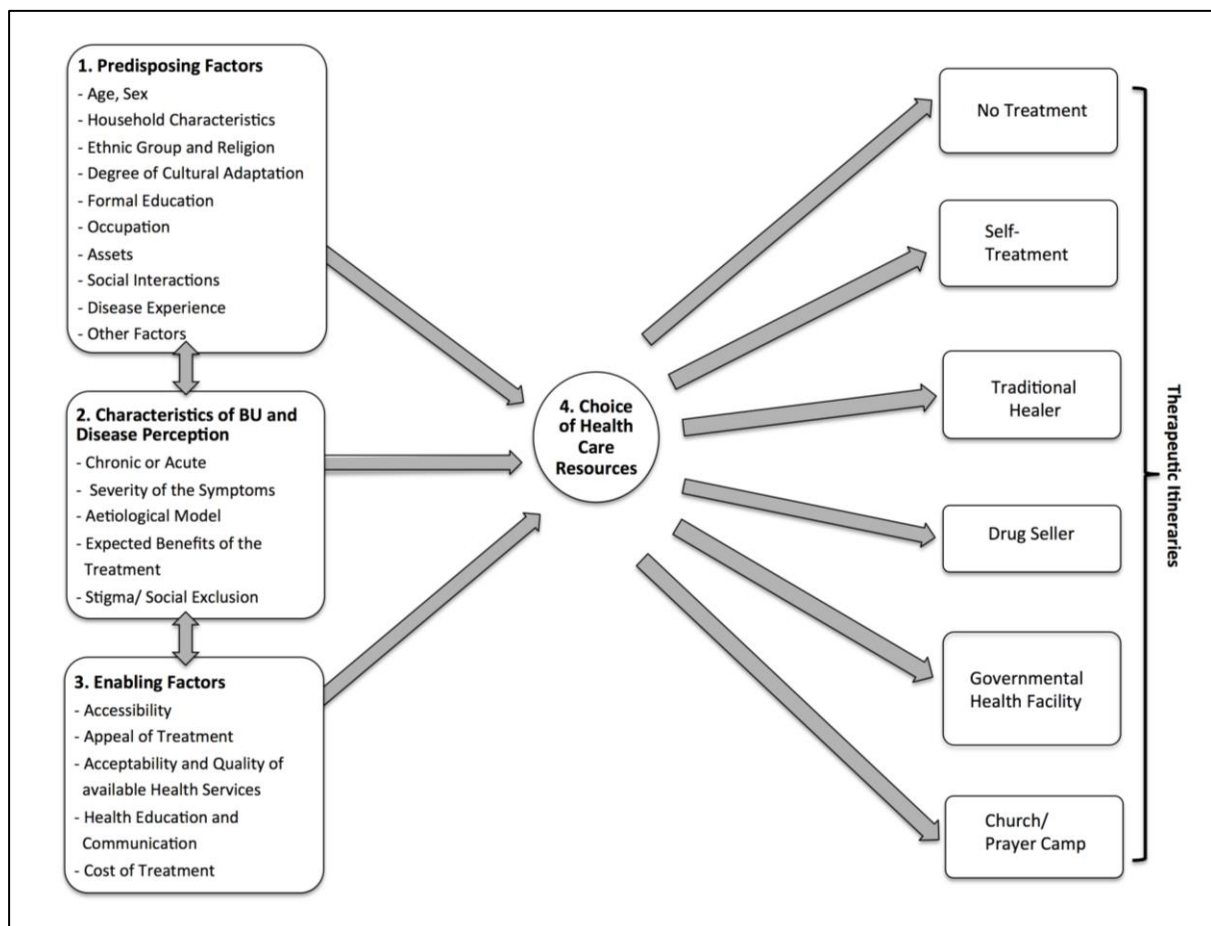 1. Predisposing Factors
- Age, Sex
- Household Characteristics
- Ethnic Group and Religion
- Degree of Cultural Adaptation
- Formal Education
- Occupation
- Assets
- Social Interactions
- Disease Experience
- Other Factors
2. Characteristics of BU and
Disease Perception
- Chronic or Acute
- Severity of the Symptoms
- Aetiological Model
- Expected Benefits of the
Treatment
- Stigma/ Social Exclusion
3. Enabling Factors
- Accessibility
- Appeal of Treatment
- Acceptability and Quality of
available Health Services
- Health Education and
Communication
- Cost of Treatment
4. Choice
of Health
Care
Resources
No Treatment
Self-
Treatment
Traditional
Healer
Drug Seller
Governmental
Health Facility
Church/
Prayer Camp
Therapeutic Itineraries